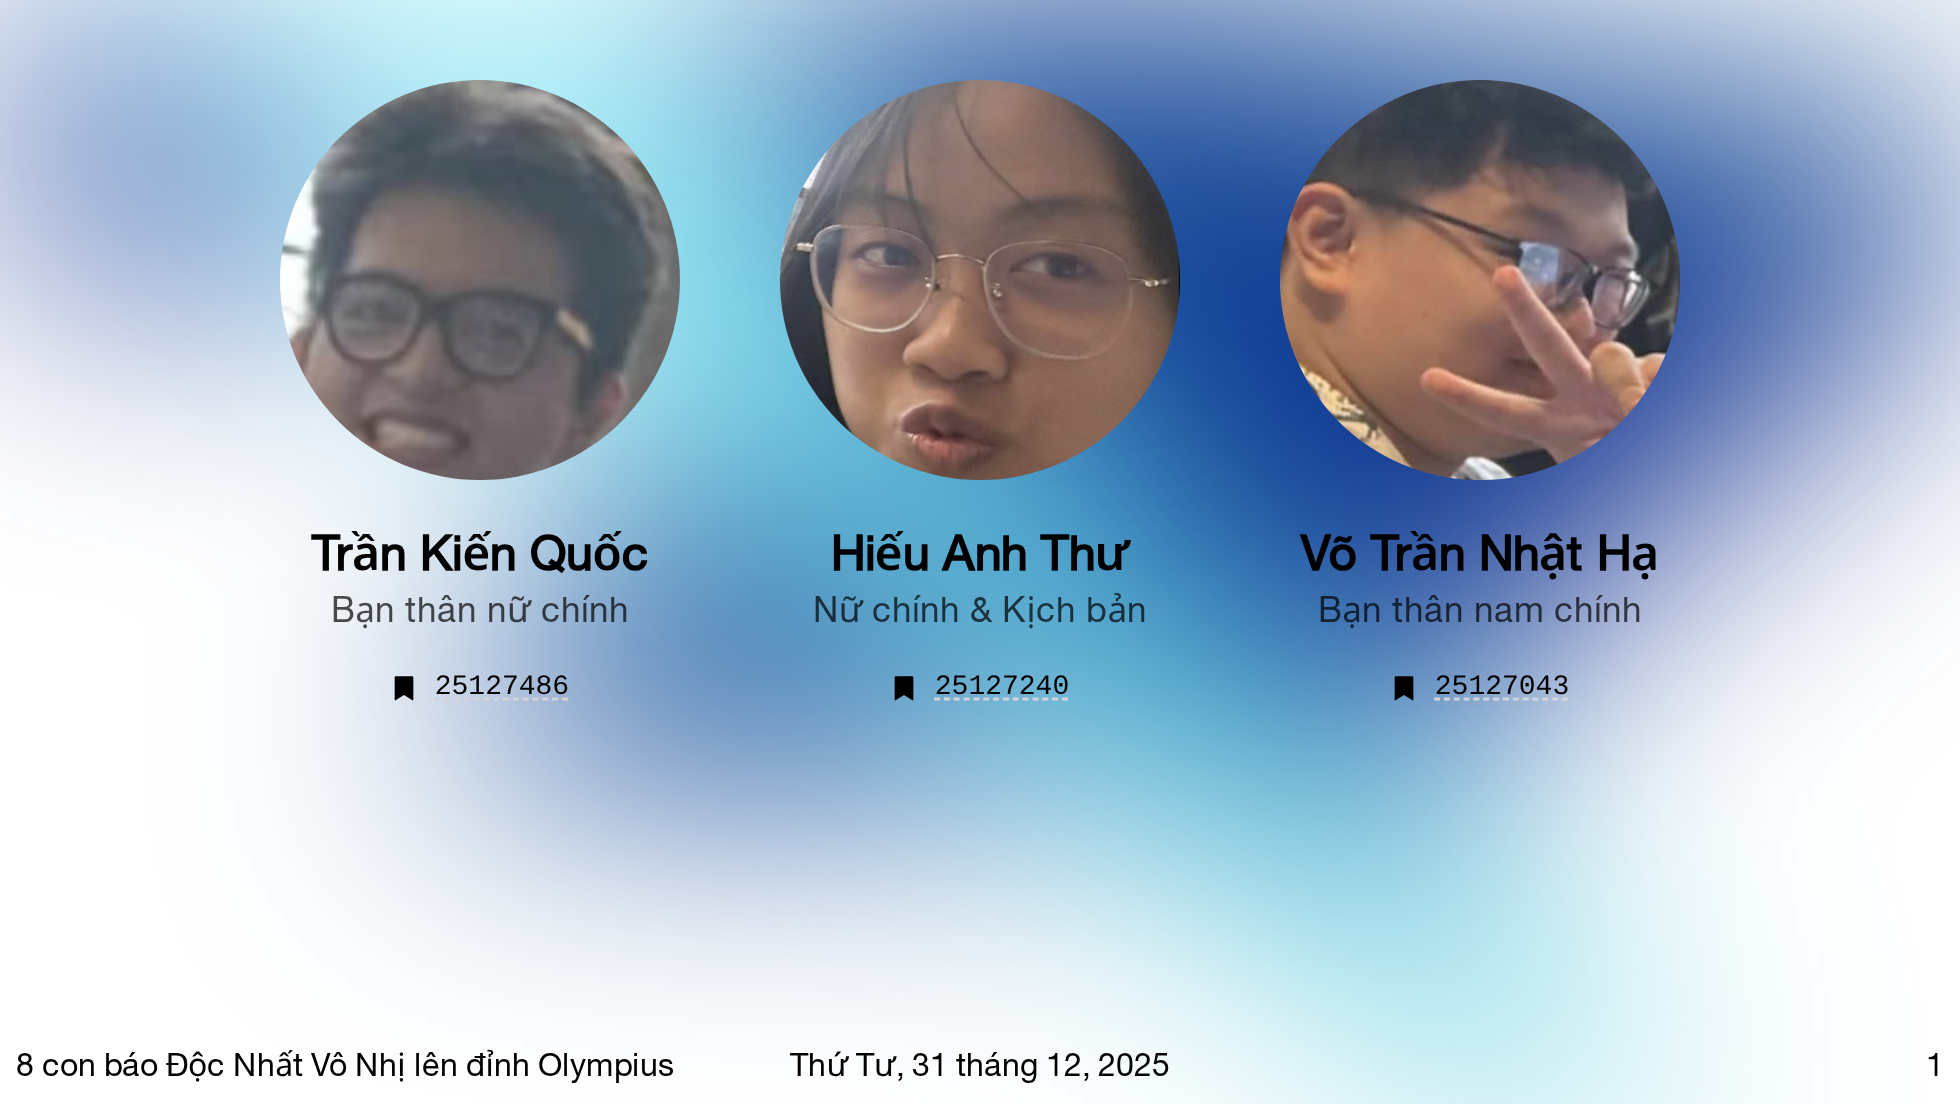 Trần Kiến Quốc
Bạn thân nữ chính
25127486
Hiếu Anh Thư
Nữ chính & Kịch bản
25127240
Võ Trần Nhật Hạ
Bạn thân nam chính
25127043
8 con báo Độc Nhất Vô Nhị lên đỉnh Olympius
Thứ Tư, 31 tháng 12, 2025
1